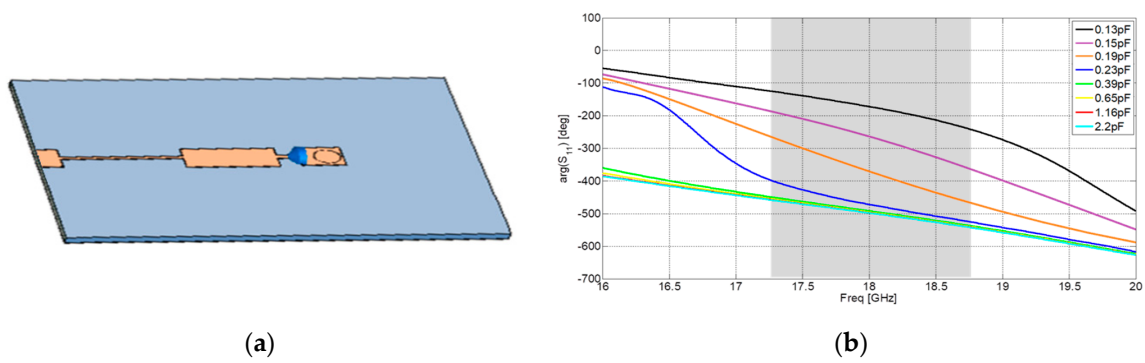 100
0
-100
-200
-300
-400
-500
-600
-700
arg(S11) [deg]
0.13pF
0.15pF
0.19pF
0.23pF
0.39pF
0.65pF
1.16pF
2.2pF
16 16.5 17 17.5 18 18.5 19 19.5 20
Freq [GHz]
(a) (b)